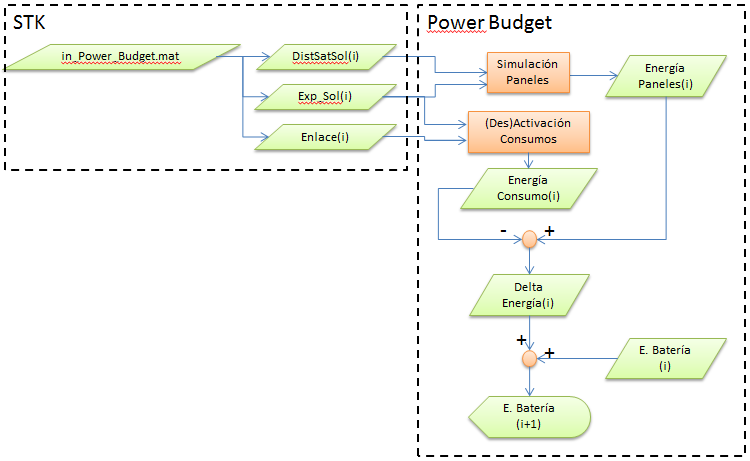 STK
in_Power_Budget.mat
DistSatSol(i)
Exp_Sol(i)
Enlace(i)
Power Budget
Simulación
Paneles
Energía
Paneles(i)
(Des)Activación
Consumos
Energía
Consumo(i)
-
+
Delta
Energía(i)
+
+
E. Batería
(i)
E. Batería
(i+1)